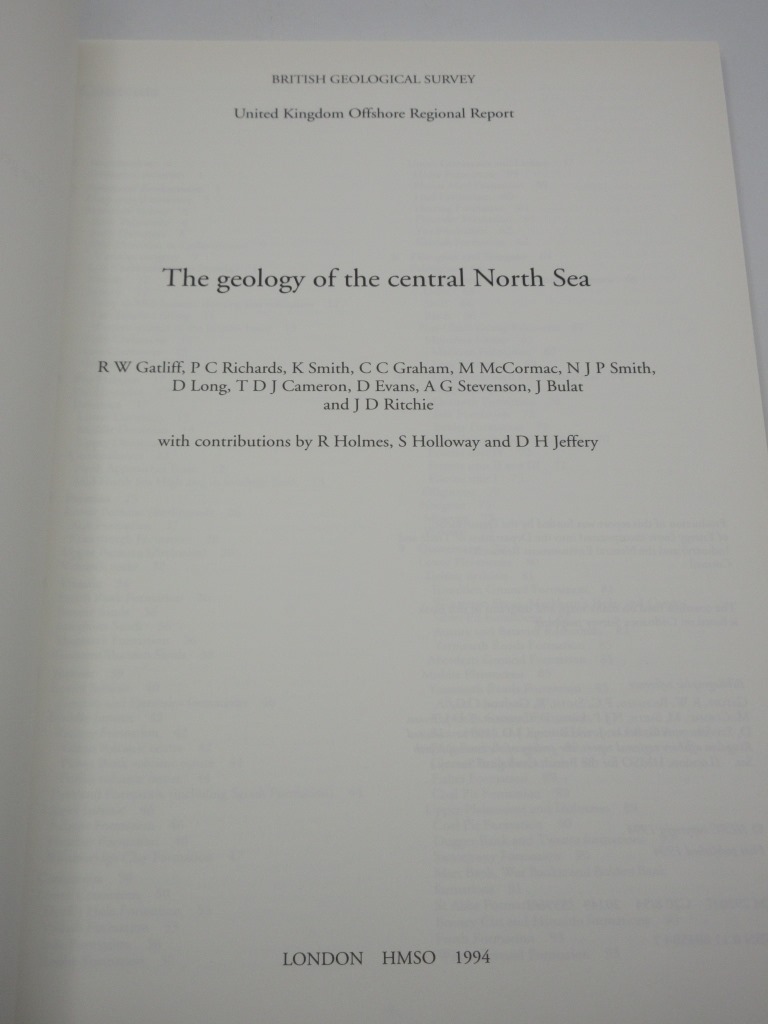 BRITISH GEOLOGICAL SURVEY
United Kingdom Offshore Regional Report
The geology of the central North Sea
R W Gatliff, P C Richards, K Smith, C C Graham, M McCormac, N J P Smith,
D Long, T D J Cameron, D Evans, A G Stevenson, J Bulat
and J D Ritchie
with contributions by R Holmes, S Holloway and D H Jeffery
LONDON HMSO 1994